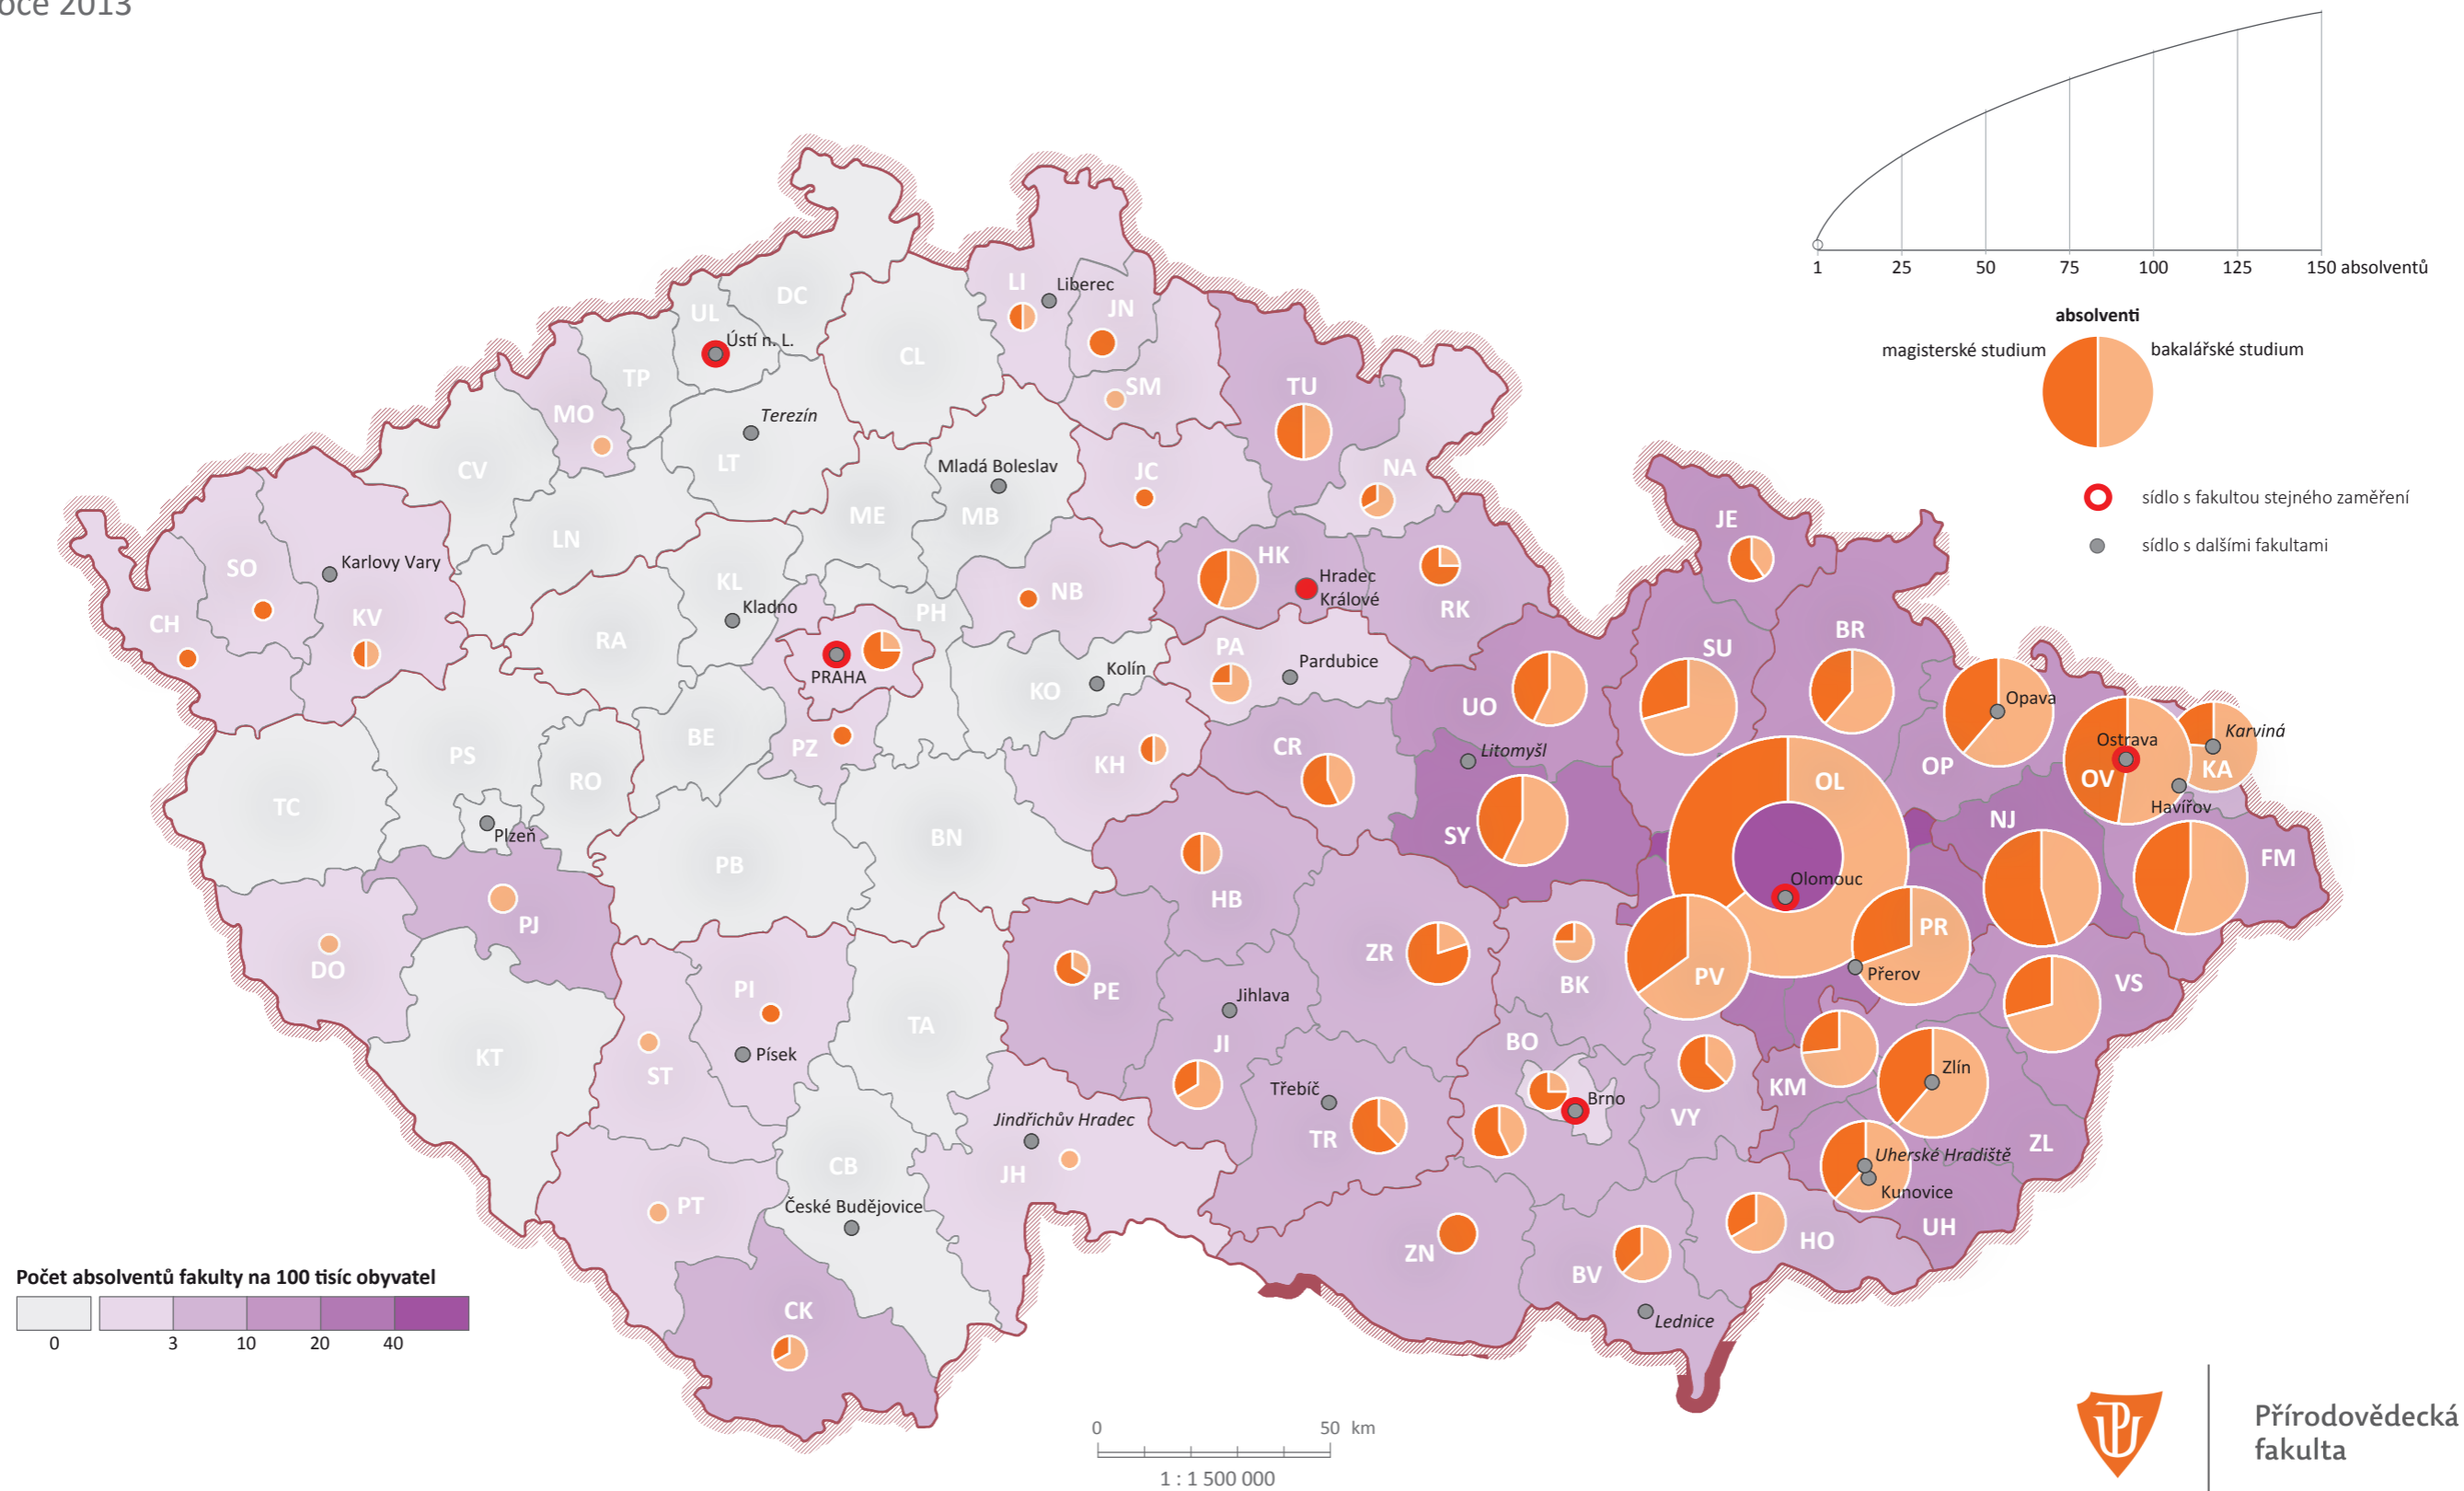 oce 2013
1 25 50 75 100 125 150 absolventů
absolventi
magisterské studium bakalářské studium
sídlo s fakultou stejného zaměření
sídlo s dalšími fakultami
DC
UL
Ústí n. L.
LI
Liberec
JN
CL
TP
SM
TU
MO
Terezín
CV
LT
Mladá Boleslav
JC
NA
ME
MB
LN
JE
SO
Karlovy Vary
KL
HK
Hradec
Králové
CH
KV
Kladno
NB
RK
RA
PH
SU
BR
PRAHA
PA
Pardubice
KO
Kolín
UO
Opava
BE
PZ
PS
CR
Litomyšl
Ostrava
Karviná
KH
OP
OV
KA
Havířov
RO
TC
OL
Plzeň
BN
SY
NJ
PB
FM
Olomouc
HB
PJ
PR
ZR
DO
Přerov
PI
PE
BK
PV
VS
Jihlava
TA
JI
BO
Písek
KT
ST
Zlín
Třebíč
Brno
KM
Jindřichův Hradec
VY
TR
ZL
CB
JH
Uherské Hradiště
Kunovice
PT
České Budějovice
UH
HO
ZN
BV
CK
Lednice
Počet absolventů fakulty na 100 tisíc obyvatel
0 3 10 20 40
0 50 km
1 : 1 500 000
UP
Přírodovědecká
fakulta